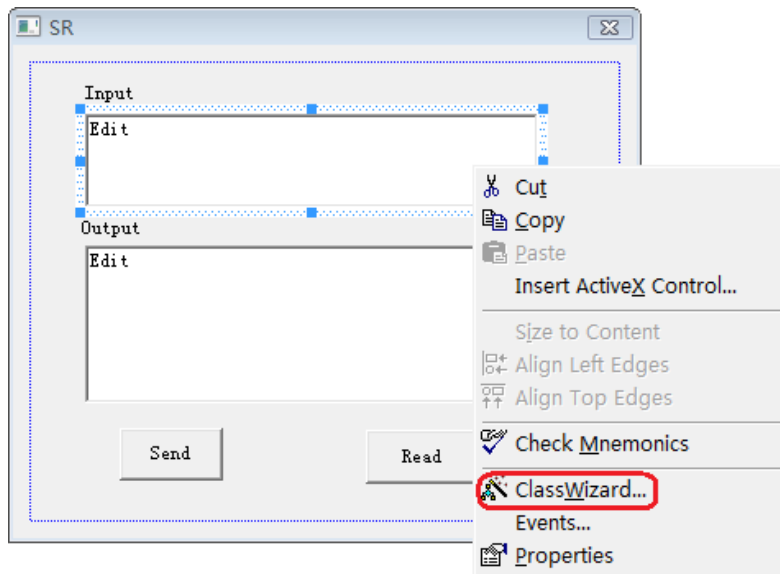 SR
Input
Edit
Output
Edit
Send
Read
Cut
Copy
Paste
Insert ActiveX Control...
Size to Content
Align Left Edges
Align Top Edges
Check Mnemonics
ClassWizard...
Events...
Properties